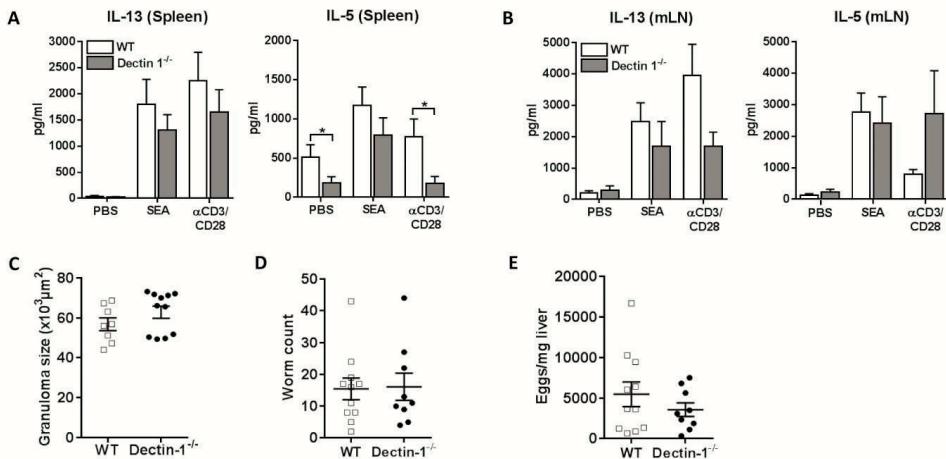 A
IL-13 (Spleen)
pg/ml
3000
2500
2000
1500
1000
500
0
WT
Dectin 1-/-
PBS
SEA
αCD3/
CD28
IL-5 (Spleen)
pg/ml
2000
1500
1000
500
0
*
*
PBS
SEA
αCD3/
CD28
B
IL-13 (mLN)
pg/ml
5000
4000
3000
2000
1000
0
WT
Dectin 1-/-
PBS
SEA
αCD3/
CD28
IL-5 (mLN)
pg/ml
5000
4000
3000
2000
1000
0
PBS
SEA
αCD3/
CD28
C
Granuloma size (x10³µm²)
80
60
40
20
0
WT
Dectin-1-/-
D
Worm count
50
40
30
20
10
0
WT
Dectin-1-/-
E
Eggs/mg liver
20000
15000
10000
5000
0
WT
Dectin-1-/-